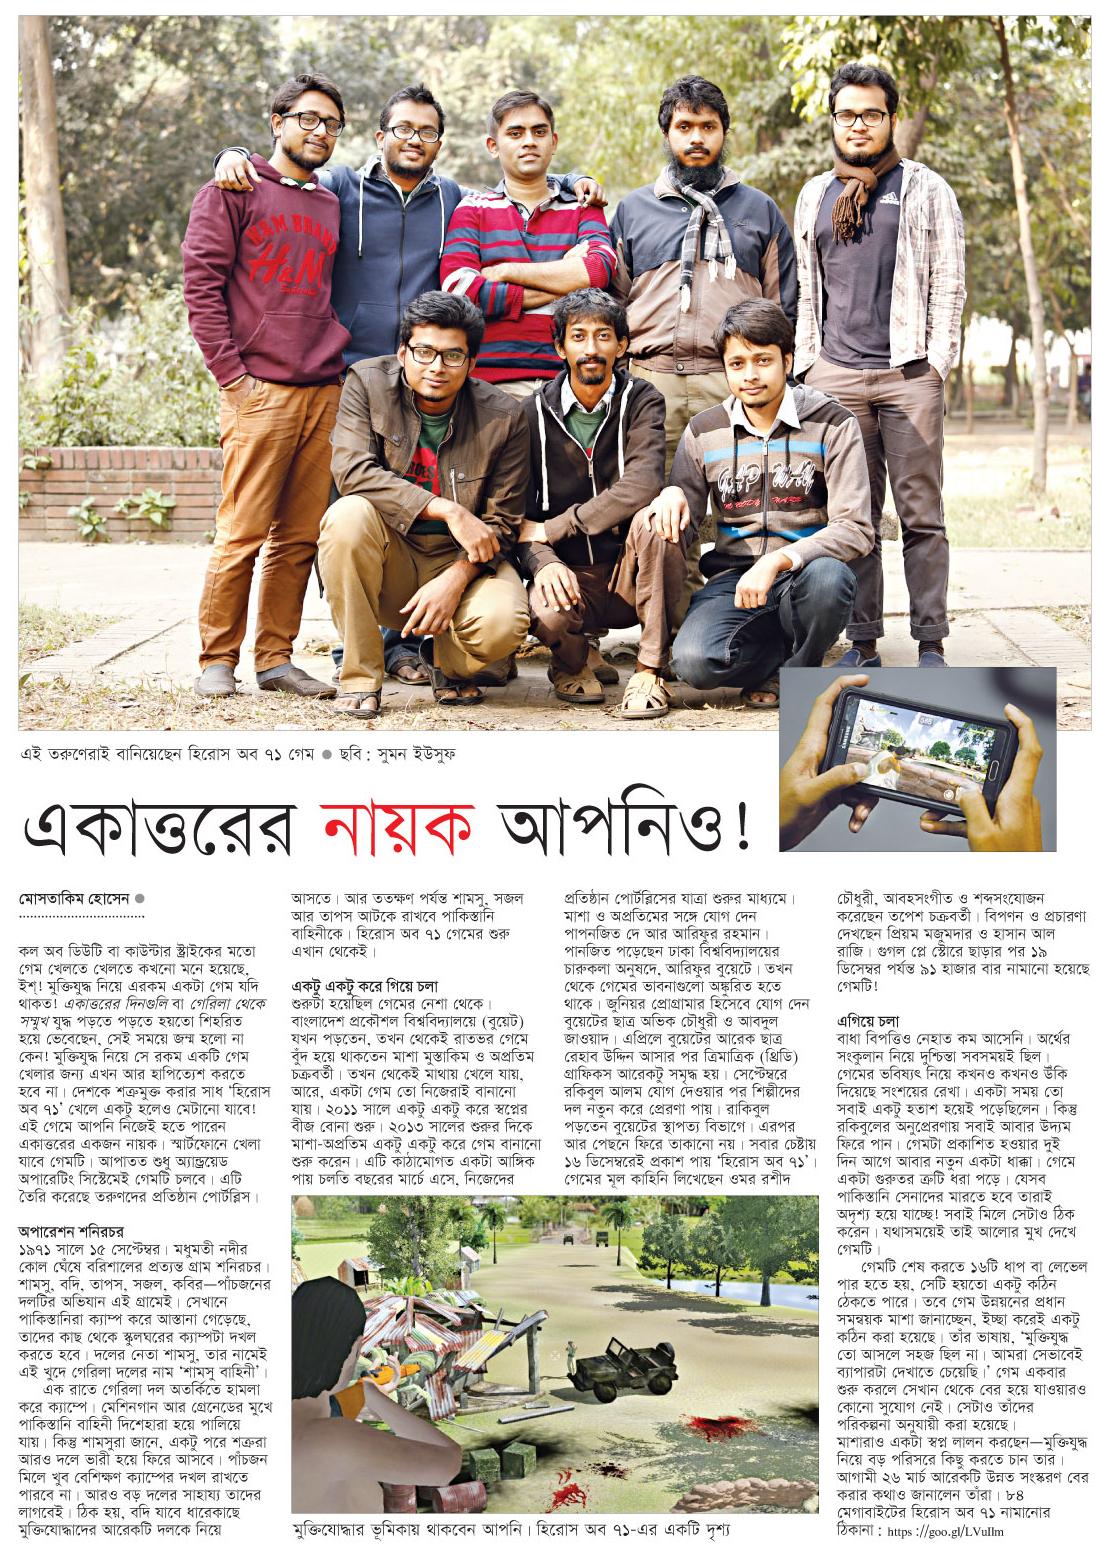 এই তরুণেরাই বানিয়েছেন হিরোস অব ৭১ গেম ● ছবি : সুমন ইউসুফ
একাত্তরের নায়ক আপনিও!
মোসতাকিম হোসেন ●
কল অব ডিউটি বা কাউন্টার স্ট্রাইকের মতো
গেম খেলতে খেলতে কখনো মনে হয়েছে,
ইশ্! মুক্তিযুদ্ধ নিয়ে এরকম একটা গেম যদি
থাকত! একাত্তরের দিনগুলি বা গেরিলা থেকে
সম্মুখ যুদ্ধ পড়তে পড়তে হয়তো শিহরিত
হয়ে ভেবেছেন, সেই সময়ে জন্ম হলো না
কেন! মুক্তিযুদ্ধ নিয়ে সে রকম একটি গেম
খেলার জন্য এখন আর হাপিত্যেশ করতে
হবে না। দেশকে শত্রুমুক্ত করার সাধ ‘হিরোস
অব ৭১’ খেলে একটু হলেও মেটানো যাবে!
এই গেমে আপনি নিজেই হতে পারেন
একাত্তরের একজন নায়ক। স্মার্টফোনে খেলা
যাবে গেমটি। আপাতত শুধু অ্যান্ড্রয়েড
অপারেটিং সিস্টেমেই গেমটি চলবে। এটি
তৈরি করেছে তরুণদের প্রতিষ্ঠান পোর্টব্লিস।
অপারেশন শনিরচর
১৯৭১ সালে ১৫ সেপ্টেম্বর। মধুমতী নদীর
কোল ঘেঁষে বরিশালের প্রত্যন্ত গ্রাম শনিরচর।
শামসু, বদি, তাপস, সজল, কবির—পাঁচজনের
দলটির অভিযান এই গ্রামেই। সেখানে
পাকিস্তানিরা ক্যাম্প করে আস্তানা গেড়েছে,
তাদের কাছ থেকে স্কুলঘরের ক্যাম্পটা দখল
করতে হবে। দলের নেতা শামসু, তার নামেই
এই খুদে গেরিলা দলের নাম ‘শামসু বাহিনী’।
এক রাতে গেরিলা দল অতর্কিতে হামলা
করে ক্যাম্পে। মেশিনগান আর গ্রেনেডের মুখে
পাকিস্তানি বাহিনী দিশেহারা হয়ে পালিয়ে
যায়। কিন্তু শামসুরা জানে, একটু পরে শত্রুরা
আরও দলে ভারী হয়ে ফিরে আসবে। পাঁচজন
মিলে খুব বেশিক্ষণ ক্যাম্পের দখল রাখতে
পারবে না। আরও বড় দলের সাহায্য তাদের
লাগবেই। ঠিক হয়, বদি যাবে ধারেকাছে
মুক্তিযোদ্ধাদের আরেকটি দলকে নিয়ে
আসতে। আর ততক্ষণ পর্যন্ত শামসু, সজল
আর তাপস আটকে রাখবে পাকিস্তানি
বাহিনীকে। হিরোস অব ৭১ গেমের শুরু
এখান থেকেই।
একটু একটু করে গিয়ে চলা
শুরুটা হয়েছিল গেমের নেশা থেকে।
বাংলাদেশ প্রকৌশল বিশ্ববিদ্যালয়ে (বুয়েট)
যখন পড়তেন, তখন থেকেই রাতভর গেমে
বুঁদ হয়ে থাকতেন মাশা মুস্তাকিম ও অপ্রতিম
চক্রবর্তী। তখন থেকেই মাথায় খেলে যায়,
আরে, একটা গেম তো নিজেরাই বানানো
যায়। ২০১১ সালে একটু একটু করে স্বপ্নের
বীজ বোনা শুরু। ২০১৩ সালের শুরুর দিকে
মাশা-অপ্রতিম একটু একটু করে গেম বানানো
শুরু করেন। এটি কাঠামোগত একটা আঙ্গিক
পায় চলতি বছরের মার্চে এসে, নিজেদের
প্রতিষ্ঠান পোর্টব্লিসের যাত্রা শুরুর মাধ্যমে।
মাশা ও অপ্রতিমের সঙ্গে যোগ দেন
পাপনজিত দে আর আরিফুর রহমান।
পানজিত পড়েছেন ঢাকা বিশ্ববিদ্যালয়ের
চারুকলা অনুষদে, আরিফুর বুয়েটে। তখন
থেকে গেমের ভাবনাগুলো অঙ্কুরিত হতে
থাকে। জুনিয়র প্রোগ্রামার হিসেবে যোগ দেন
বুয়েটের ছাত্র অভিক চৌধুরী ও আবদুল
জাওয়াদ। এপ্রিলে বুয়েটের আরেক ছাত্র
রেহাব উদ্দিন আসার পর ত্রিমাত্রিক (থ্রিডি)
গ্রাফিকস আরেকটু সমৃদ্ধ হয়। সেপ্টেম্বরে
রকিবুল আলম যোগ দেওয়ার পর শিল্পীদের
দল নতুন করে প্রেরণা পায়। রাকিবুল
পড়তেন বুয়েটের স্থাপত্য বিভাগে। এরপর
আর পেছনে ফিরে তাকানো নয়। সবার চেষ্টায়
১৬ ডিসেম্বরেই প্রকাশ পায় ‘হিরোস অব ৭১’।
গেমের মূল কাহিনি লিখেছেন ওমর রশীদ
মুক্তিযোদ্ধার ভূমিকায় থাকবেন আপনি। হিরোস অব ৭১-এর একটি দৃশ্য
চৌধুরী, আবহসংগীত ও শব্দসংযোজন
করেছেন তপেশ চক্রবর্তী। বিপণন ও প্রচারণা
দেখছেন প্রিয়ম মজুমদার ও হাসান আল
রাজি। গুগল প্লে স্টোরে ছাড়ার পর ১৯
ডিসেম্বর পর্যন্ত ৯১ হাজার বার নামানো হয়েছে
গেমটি!
এগিয়ে চলা
বাধা বিপত্তিও নেহাত কম আসেনি। অর্থের
সংকুলান নিয়ে দুশ্চিন্তা সবসময়ই ছিল।
গেমের ভবিষ্যৎ নিয়ে কখনও কখনও উঁকি
দিয়েছে সংশয়ের রেখা। একটা সময় তো
সবাই একটু হতাশ হয়েই পড়েছিলেন। কিন্তু
রকিবুলের অনুপ্রেরণায় সবাই আবার উদ্যম
ফিরে পান। গেমটা প্রকাশিত হওয়ার দুই
দিন আগে আবার নতুন একটা ধাক্কা। গেমে
একটা গুরুতর ত্রুটি ধরা পড়ে। যেসব
পাকিস্তানি সেনাদের মারতে হবে তারাই
অদৃশ্য হয়ে যাচ্ছে! সবাই মিলে সেটাও ঠিক
করেন। যথাসময়েই তাই আলোর মুখ দেখে
গেমটি।
গেমটি শেষ করতে ১৬টি ধাপ বা লেভেল
পার হতে হয়, সেটি হয়তো একটু কঠিন
ঠেকতে পারে। তবে গেম উন্নয়নের প্রধান
সমন্বয়ক মাশা জানাচ্ছেন, ইচ্ছা করেই একটু
কঠিন করা হয়েছে। তাঁর ভাষায়, ‘মুক্তিযুদ্ধ
তো আসলে সহজ ছিল না। আমরা সেভাবেই
ব্যাপারটা দেখাতে চেয়েছি।’ গেম একবার
শুরু করলে সেখান থেকে বের হয়ে যাওয়ারও
কোনো সুযোগ নেই। সেটাও তাঁদের
পরিকল্পনা অনুযায়ী করা হয়েছে।
মাশারাও একটা স্বপ্ন লালন করছেন—মুক্তিযুদ্ধ
নিয়ে বড় পরিসরে কিছু করতে চান তার।
আগামী ২৬ মার্চ আরেকটি উন্নত সংস্করণ বের
করার কথাও জানালেন তাঁরা। ৮৪
মেগাবাইটের হিরোস অব ৭১ নামানোর
ঠিকানা : https ://goo.gl/LVuIlm